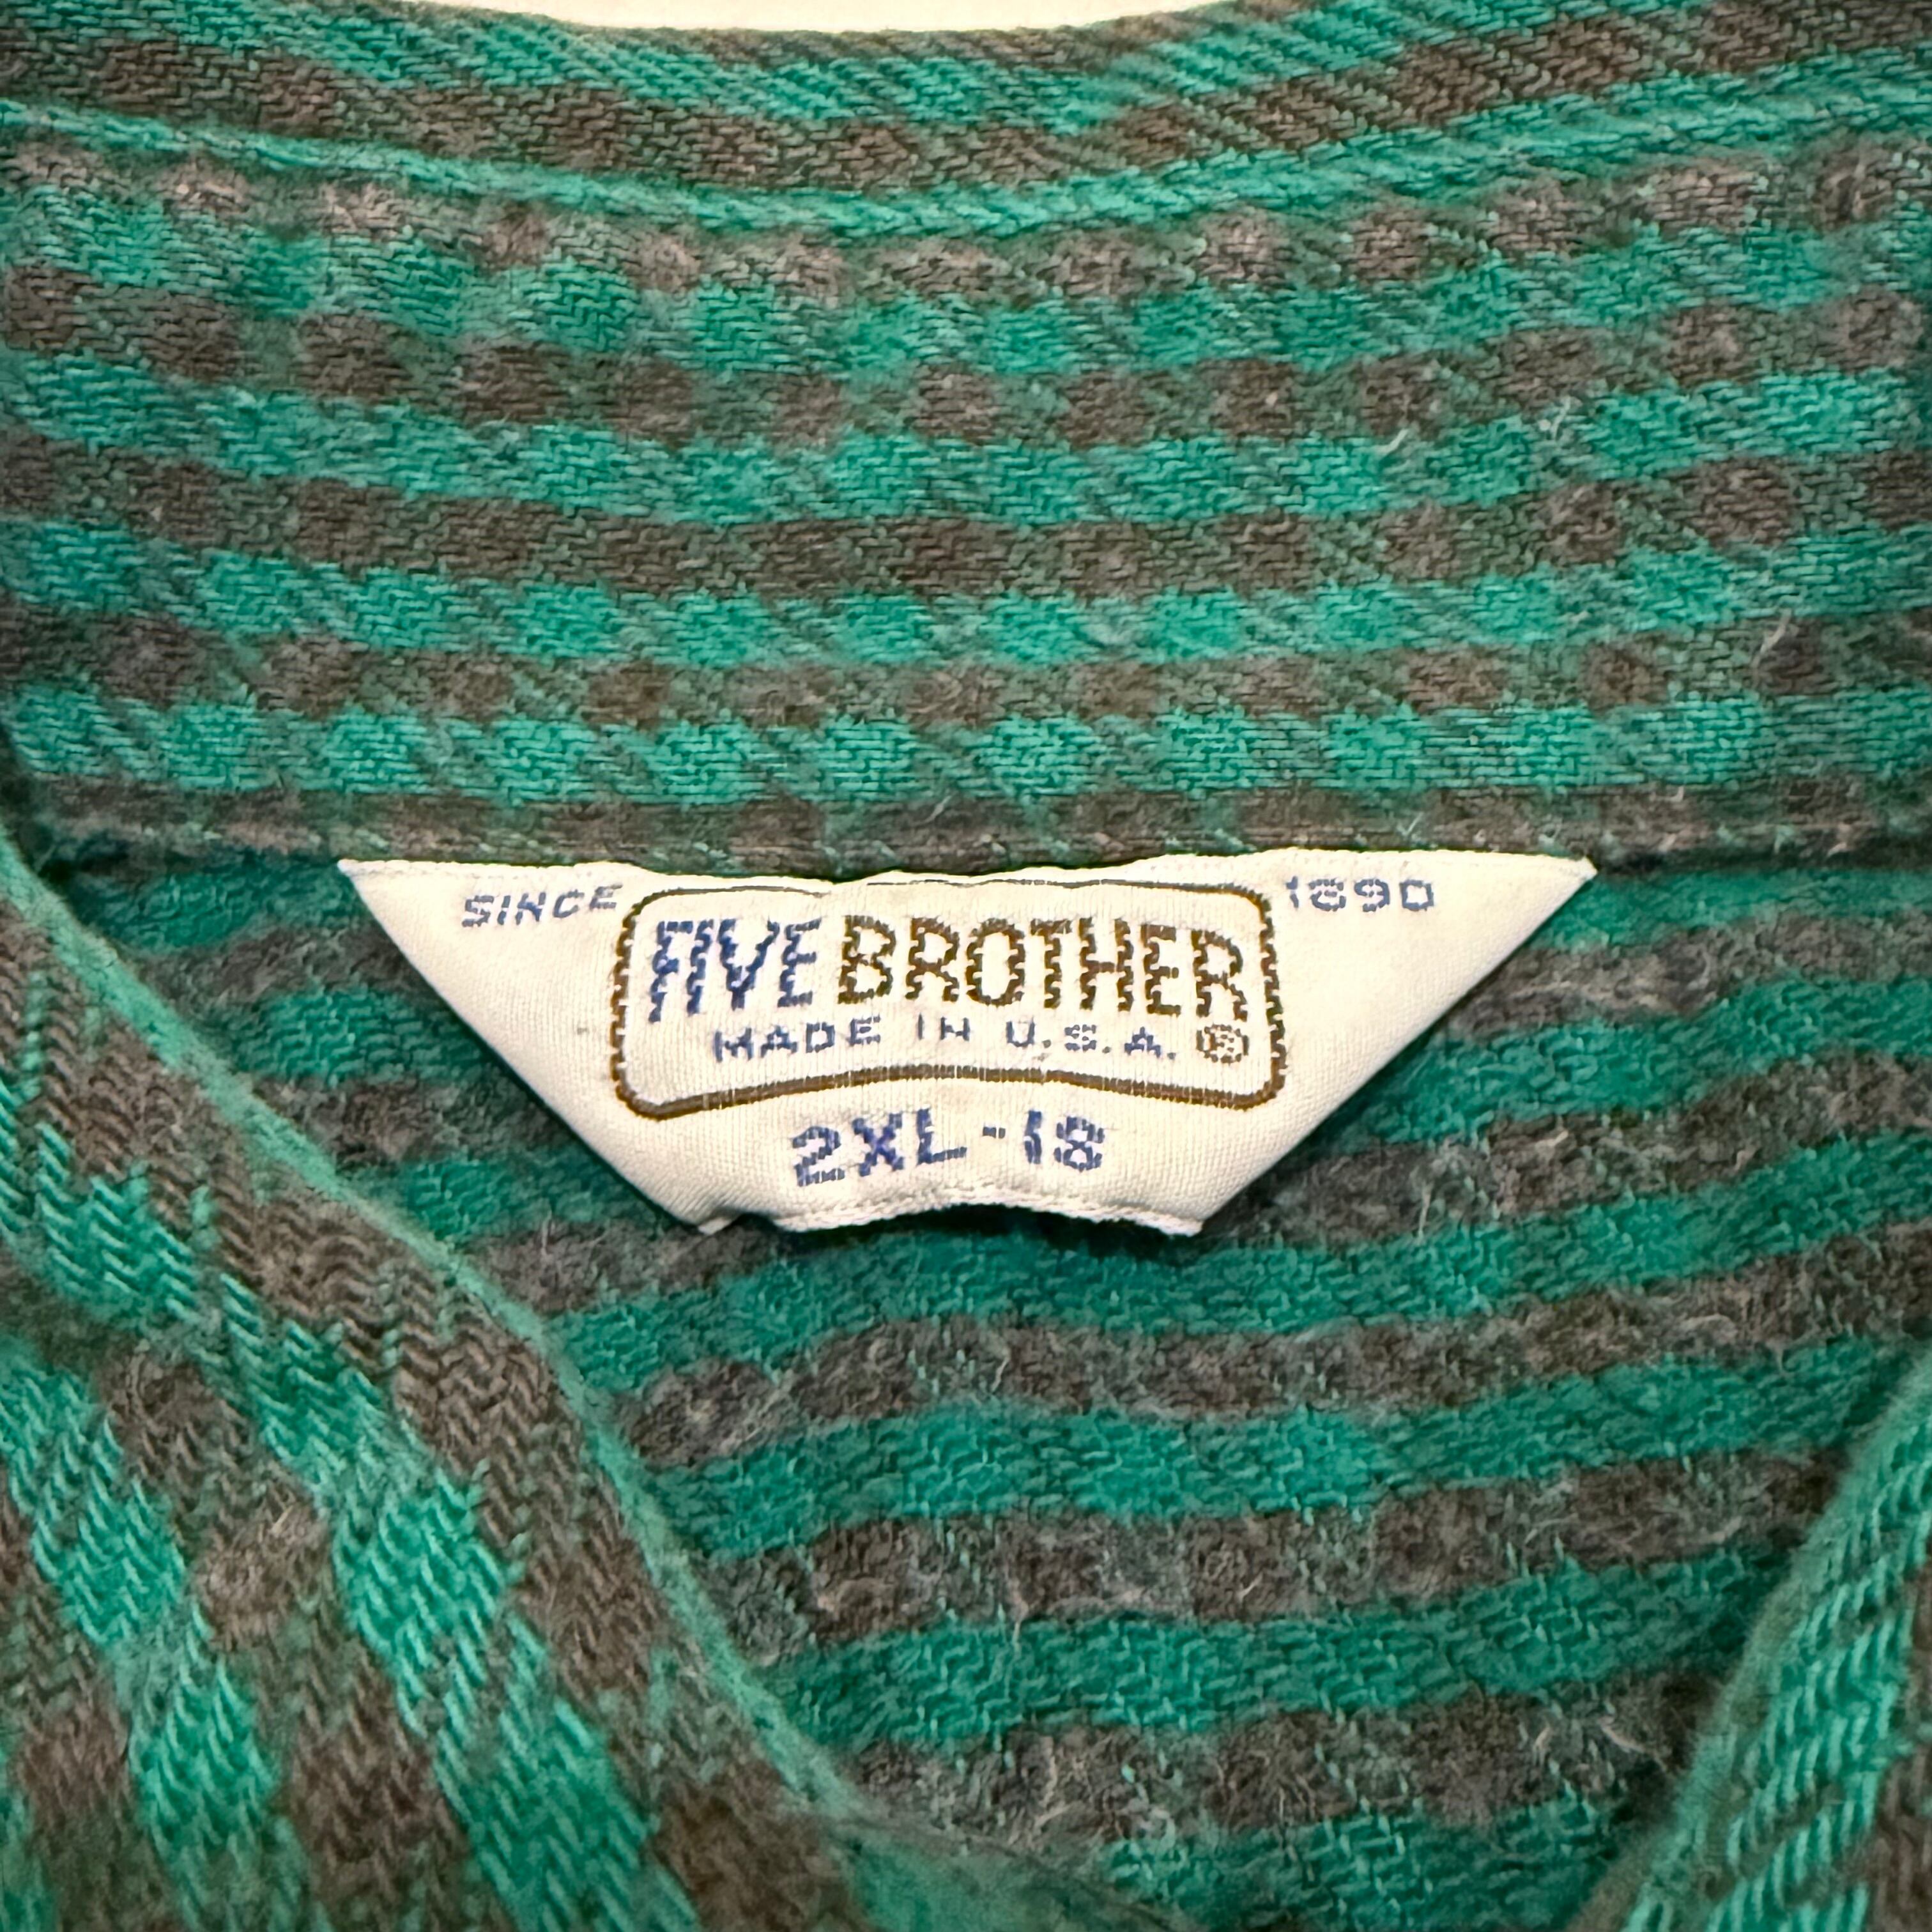 SINCE 1890
FIVE BROTHER
MADE IN U.S.A. ®
2XL-18